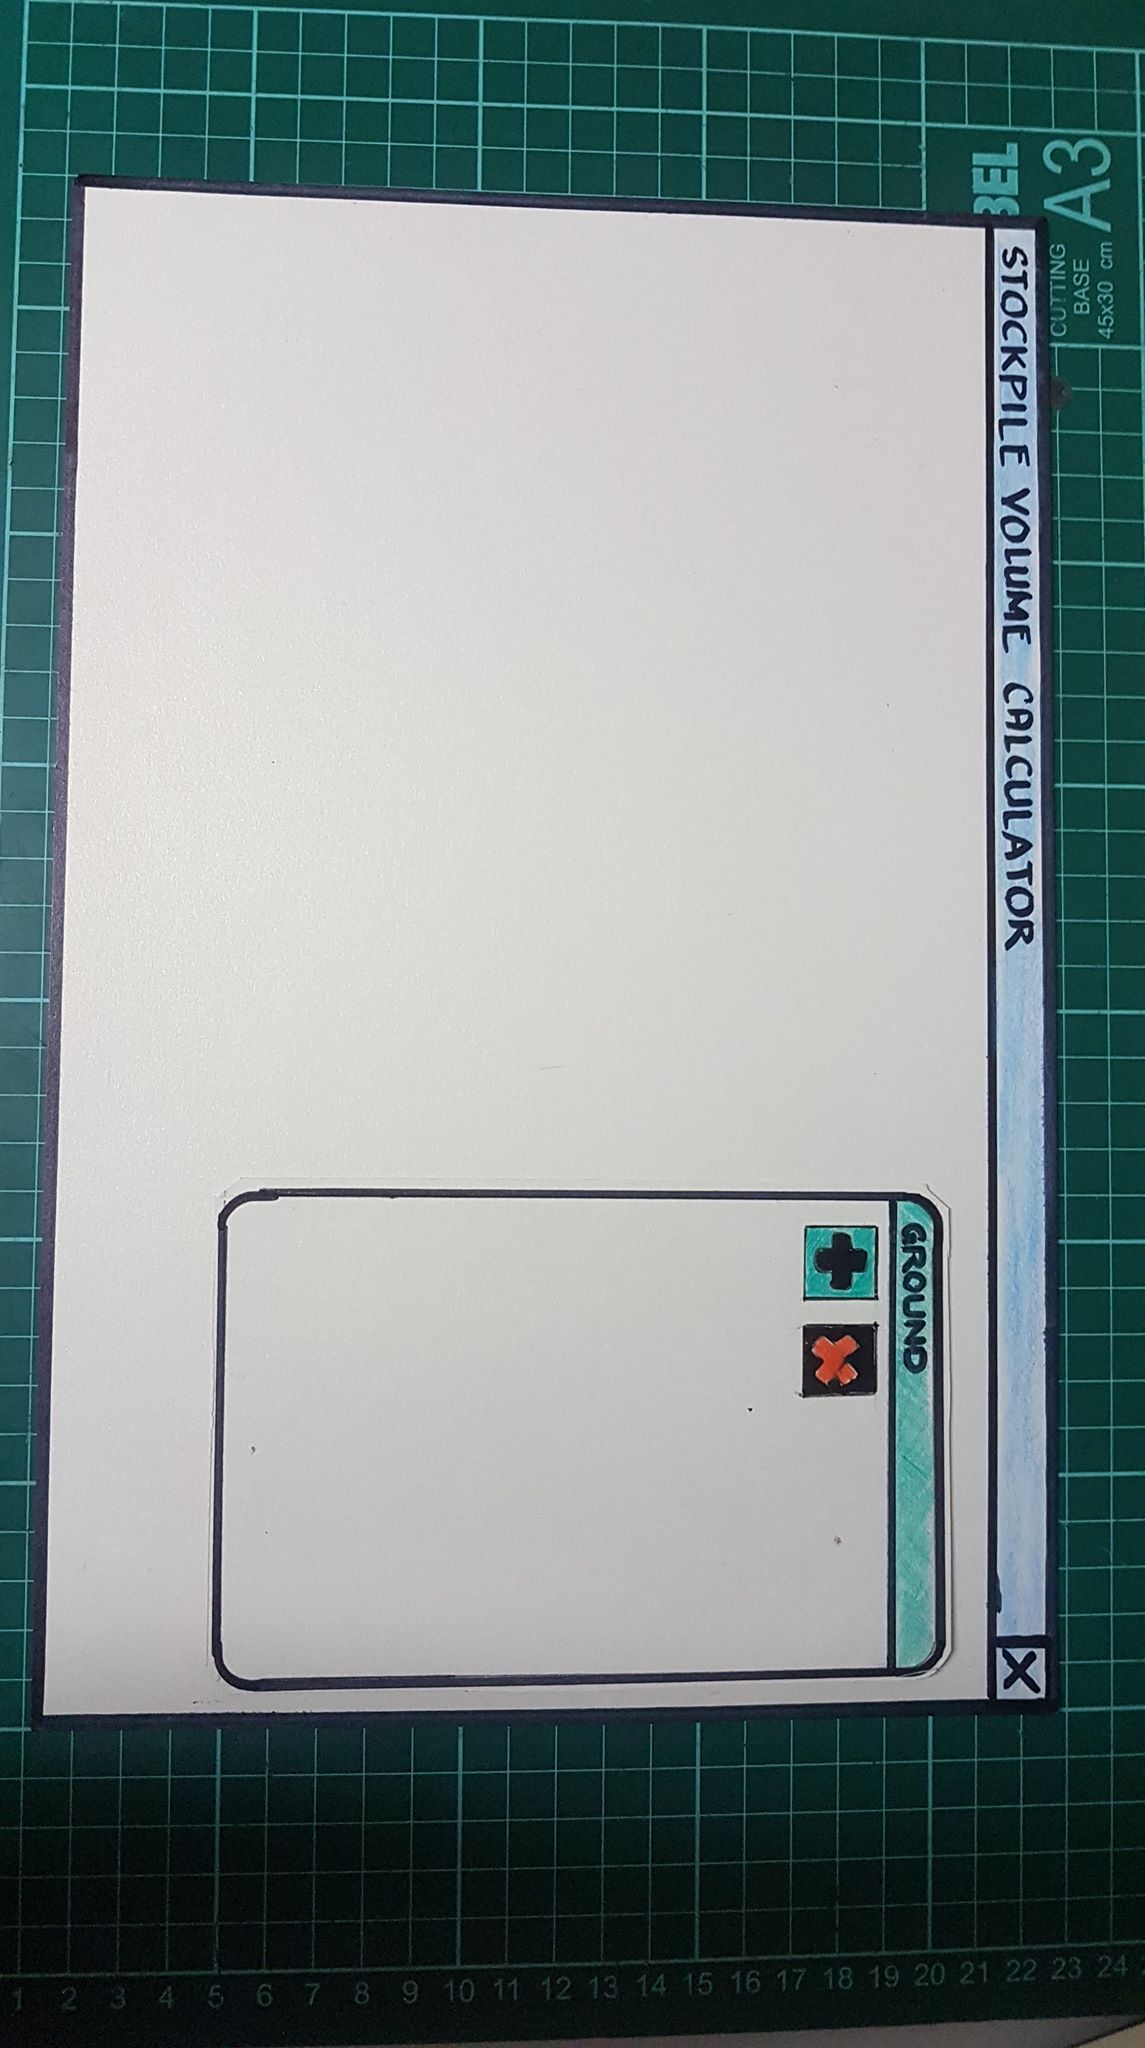 STOCKPILE VOLUME CALCULATOR X
GROUND
A3
CUTTING
BASE
45x30 cm
1 2 3 4 5 6 7 8 9 10 11 12 13 14 15 16 17 18 19 20 21 22 23 24